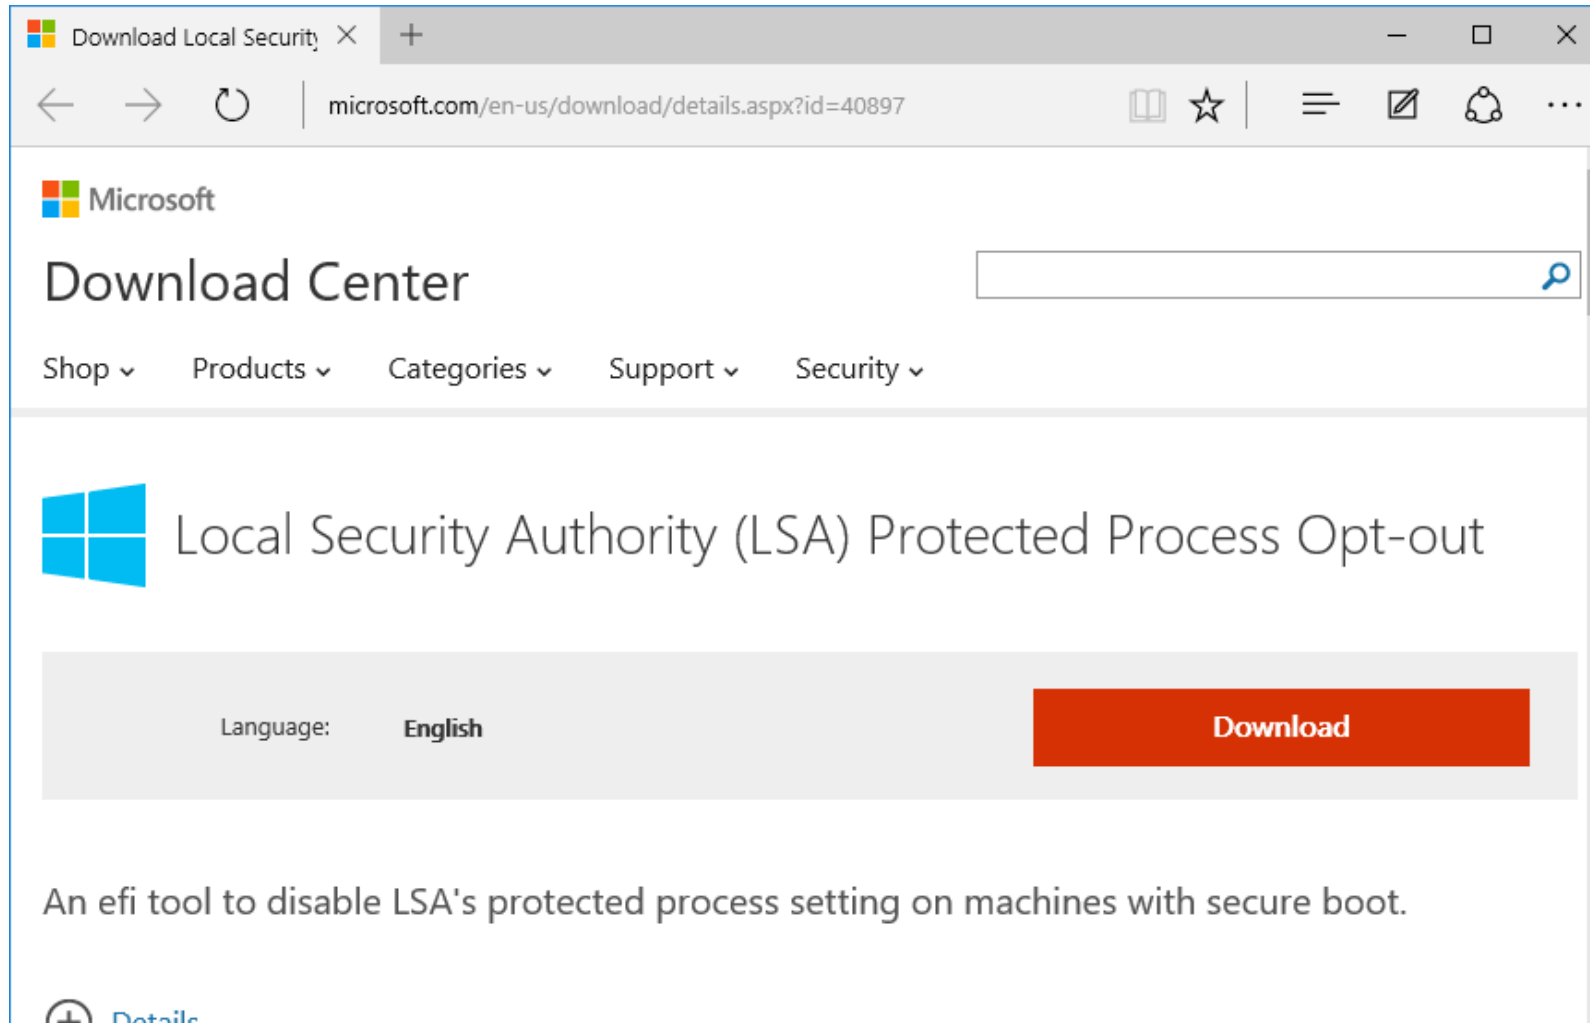 Download Local Security
microsoft.com/en-us/download/details.aspx?id=40897
Microsoft
Download Center
Shop Products Categories Support Security
Local Security Authority (LSA) Protected Process Opt-out
Language: English Download
An efi tool to disable LSA's protected process setting on machines with secure boot.
Details